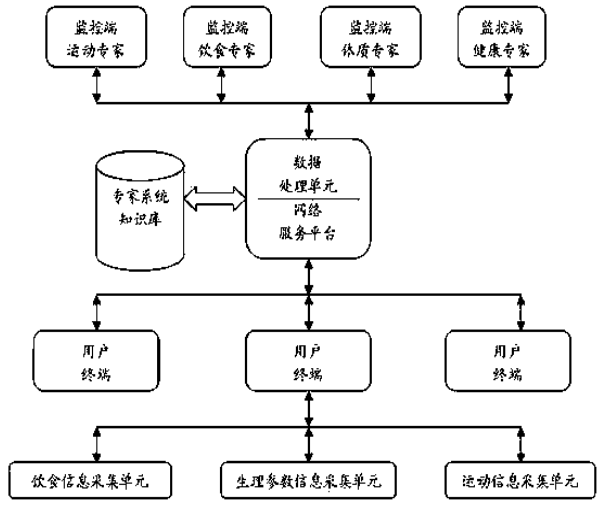 监控端
运动专家
监控端
饮食专家
监控端
体质专家
监控端
健康专家
数据
处理单元
网络
服务平台
专家系统
知识库
用户
终端
用户
终端
用户
终端
饮食信息采集单元
生理参数信息采集单元
运动信息采集单元